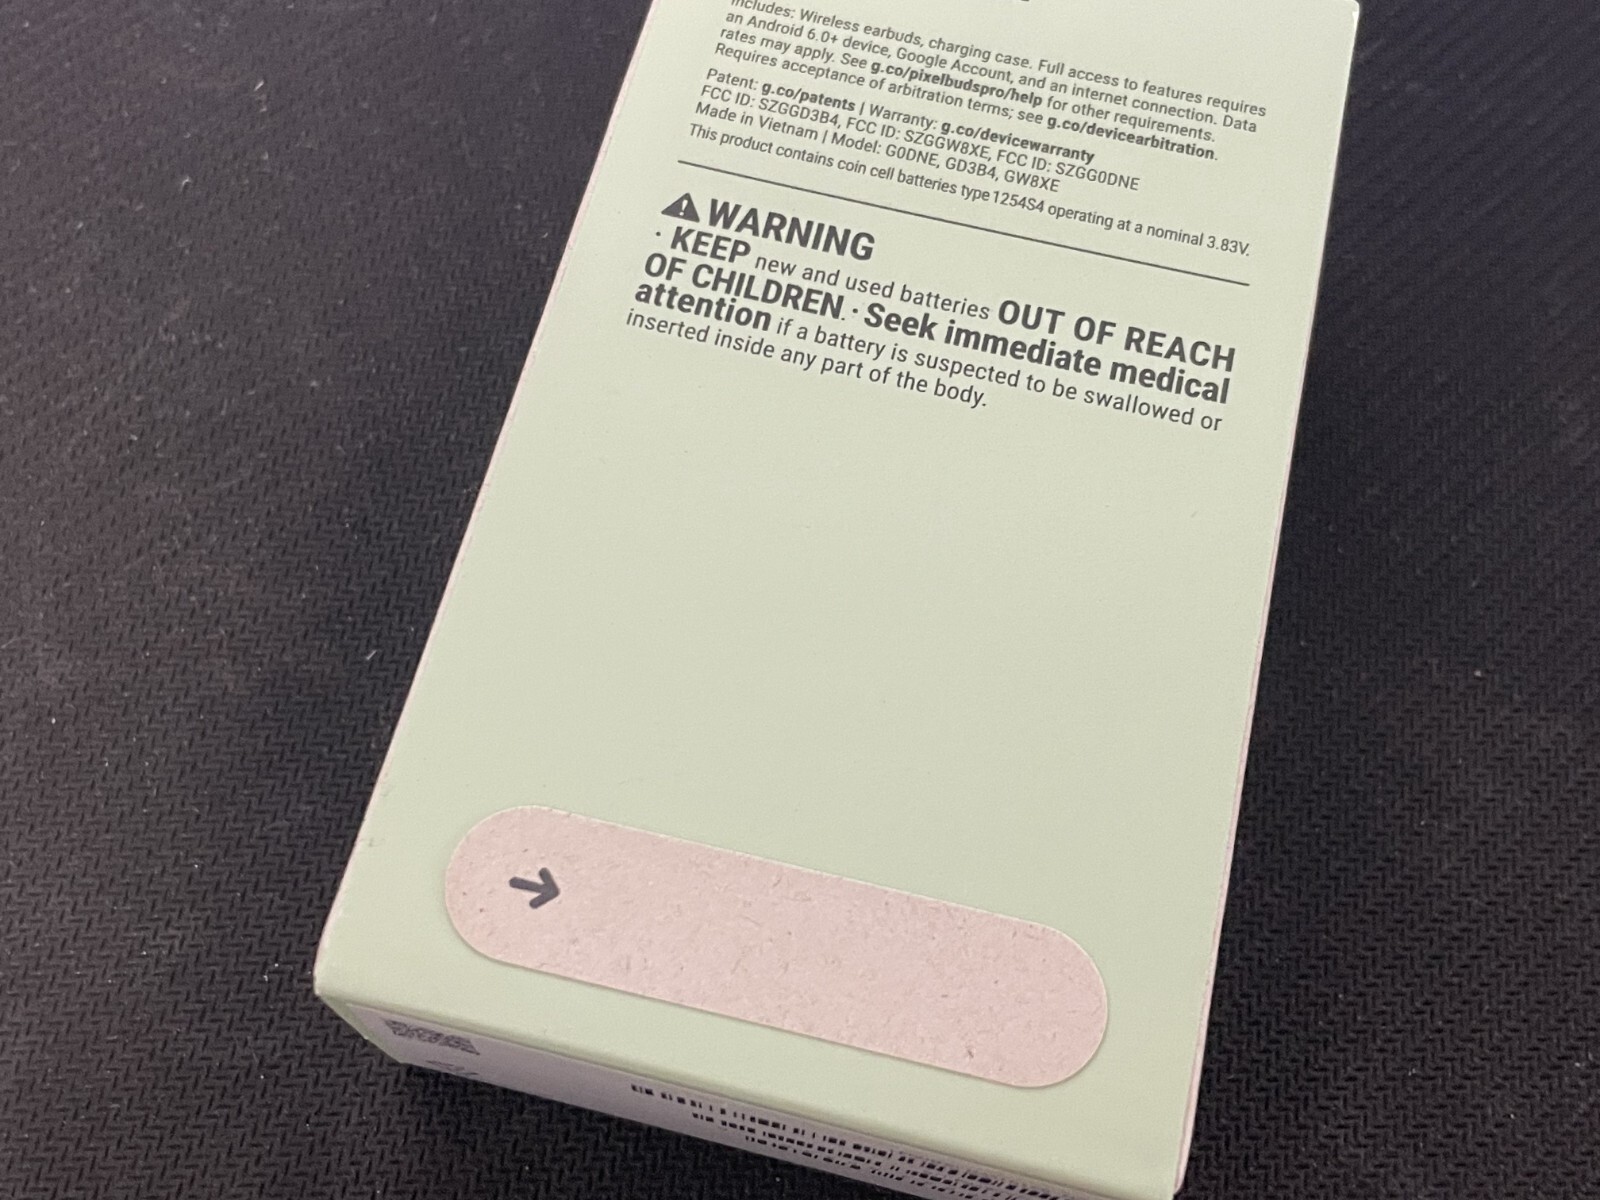 Includes: Wireless earbuds, charging case. Full access to features requires
an Android 6.0+ device, Google Account, and an internet connection. Data
rates may apply. See g.co/pixelbudspro/help for other requirements.
Requires acceptance of arbitration terms; see g.co/devicearbitration.
Patent: g.co/patents | Warranty: g.co/devicewarranty
FCC ID: SZGGD3B4, FCC ID: SZGGW8XE, FCC ID: SZGG0DNE
Made in Vietnam | Model: G0DNE, GD3B4, GW8XE
This product contains coin cell batteries type 1254S4 operating at a nominal 3.83V.
WARNING
· KEEP new and used batteries OUT OF REACH
OF CHILDREN. · Seek immediate medical
attention if a battery is suspected to be swallowed or
inserted inside any part of the body.